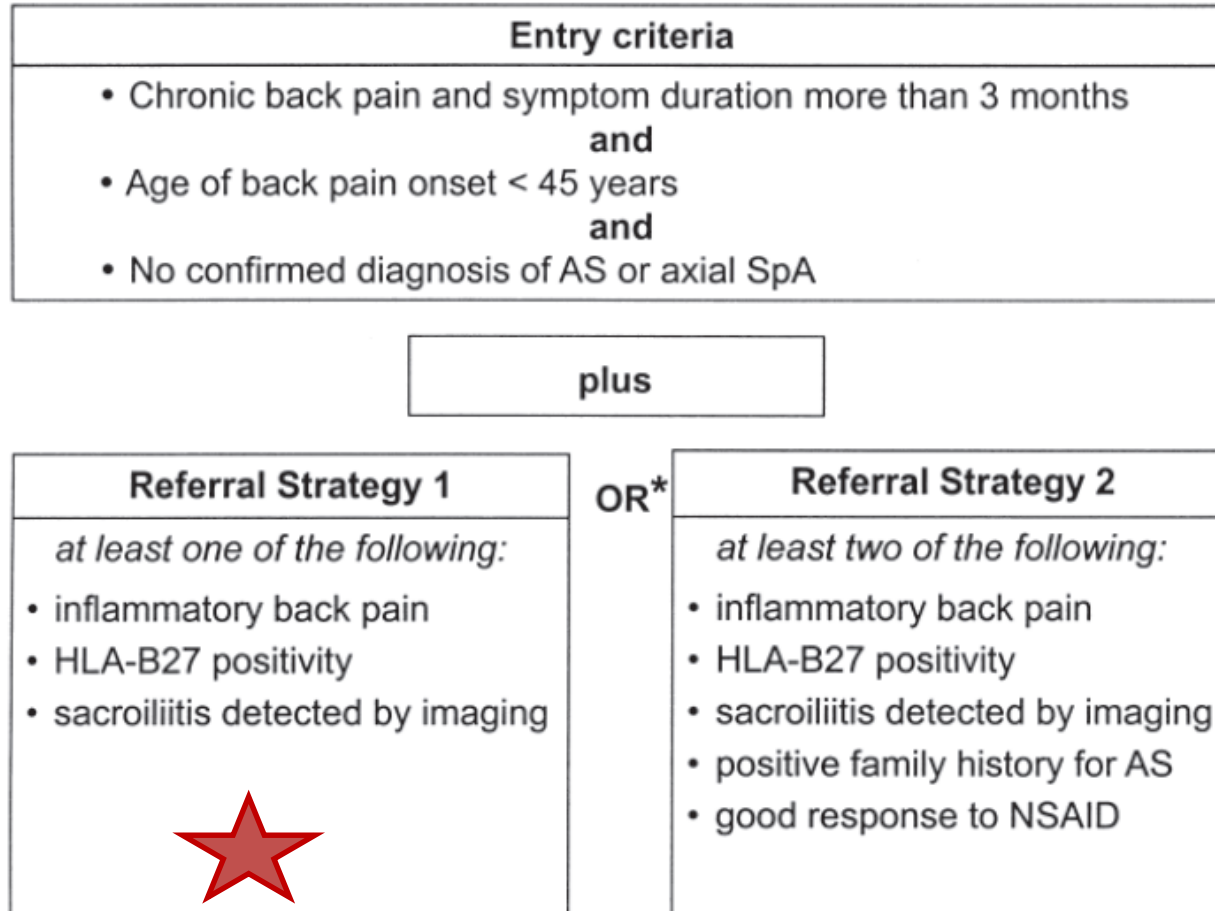 Entry criteria
• Chronic back pain and symptom duration more than 3 months
and
• Age of back pain onset < 45 years
and
• No confirmed diagnosis of AS or axial SpA
plus
Referral Strategy 1
at least one of the following:
• inflammatory back pain
• HLA-B27 positivity
• sacroiliitis detected by imaging
OR*
Referral Strategy 2
at least two of the following:
• inflammatory back pain
• HLA-B27 positivity
• sacroiliitis detected by imaging
• positive family history for AS
• good response to NSAID